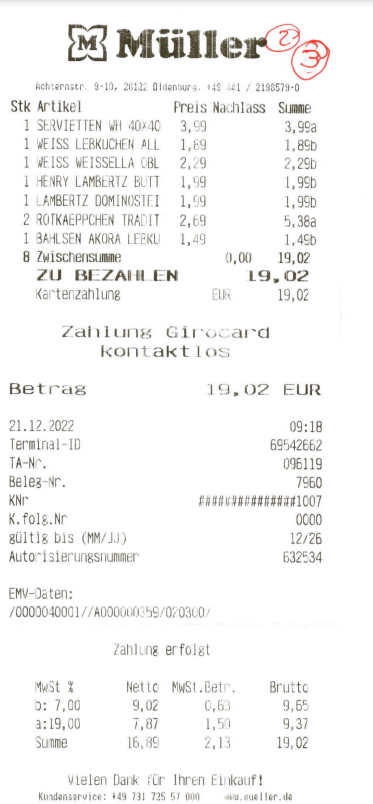 Müller
2
3
Achternstr. 9-10, 26122 Oldenburg, +49 441 / 2198579-0
Stk Artikel Preis Nachlass Summe
1 SERVIETTEN WH 40X40 3,99 3,99a
1 WEISS LEBKUCHEN ALL 1,89 1,89b
1 WEISS WEISSELLA OBL 2,29 2,29b
1 HENRY LAMBERTZ BUTT 1,99 1,99b
1 LAMBERTZ DOMINOSTEI 1,99 1,99b
2 ROTKAEPPCHEN TRADIT 2,69 5,38a
1 BAHLSEN AKORA LEBKU 1,49 1,49b
8 Zwischensumme 0,00 19,02
ZU BEZAHLEN 19,02
Kartenzahlung EUR 19,02
Zahlung Girocard
kontaktlos
Betrag 19,02 EUR
21.12.2022 09:18
Terminal-ID 69542662
TA-Nr. 096119
Beleg-Nr. 7960
KNr ###############1007
K.folg.Nr 0000
gültig bis (MM/JJ) 12/26
Autorisierungsnummer 632534
EMV-Daten:
/0000040001//A000000359/020300/
Zahlung erfolgt
MwSt % Netto MwSt.Betr. Brutto
b: 7,00 9,02 0,63 9,65
a:19,00 7,87 1,50 9,37
Summe 16,89 2,13 19,02
Vielen Dank für Ihren Einkauf!
Kundenservice: +49 731 725 57 000 www.mueller.de